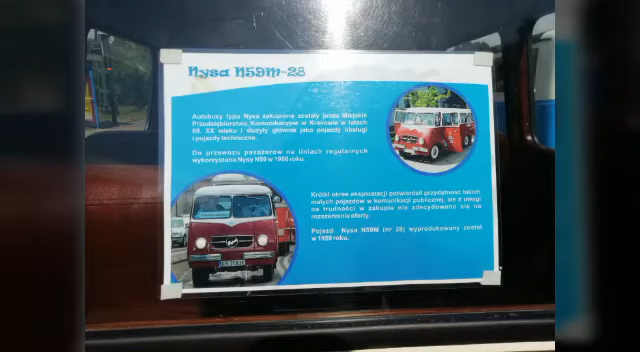 Nysa N59M-28
Autobusy typu Nysa zakupione zostały przez Miejskie
Przedsiębiorstwo Komunikacyjne w Krakowie w latach
60. XX wieku i służyły głównie jako pojazdy obsługi
i pojazdy techniczne.
Do przewozu pasażerów na liniach regularnych
wykorzystano Nysy N59 w 1966 roku.
Krótki okres eksploatacji potwierdził przydatność takich
małych pojazdów w komunikacji publicznej, ale z uwagi
na trudności w zakupie nie zdecydowano się na
rozszerzenie oferty.
Pojazd Nysa N59M (nr 28) wyprodukowany został
w 1959 roku.